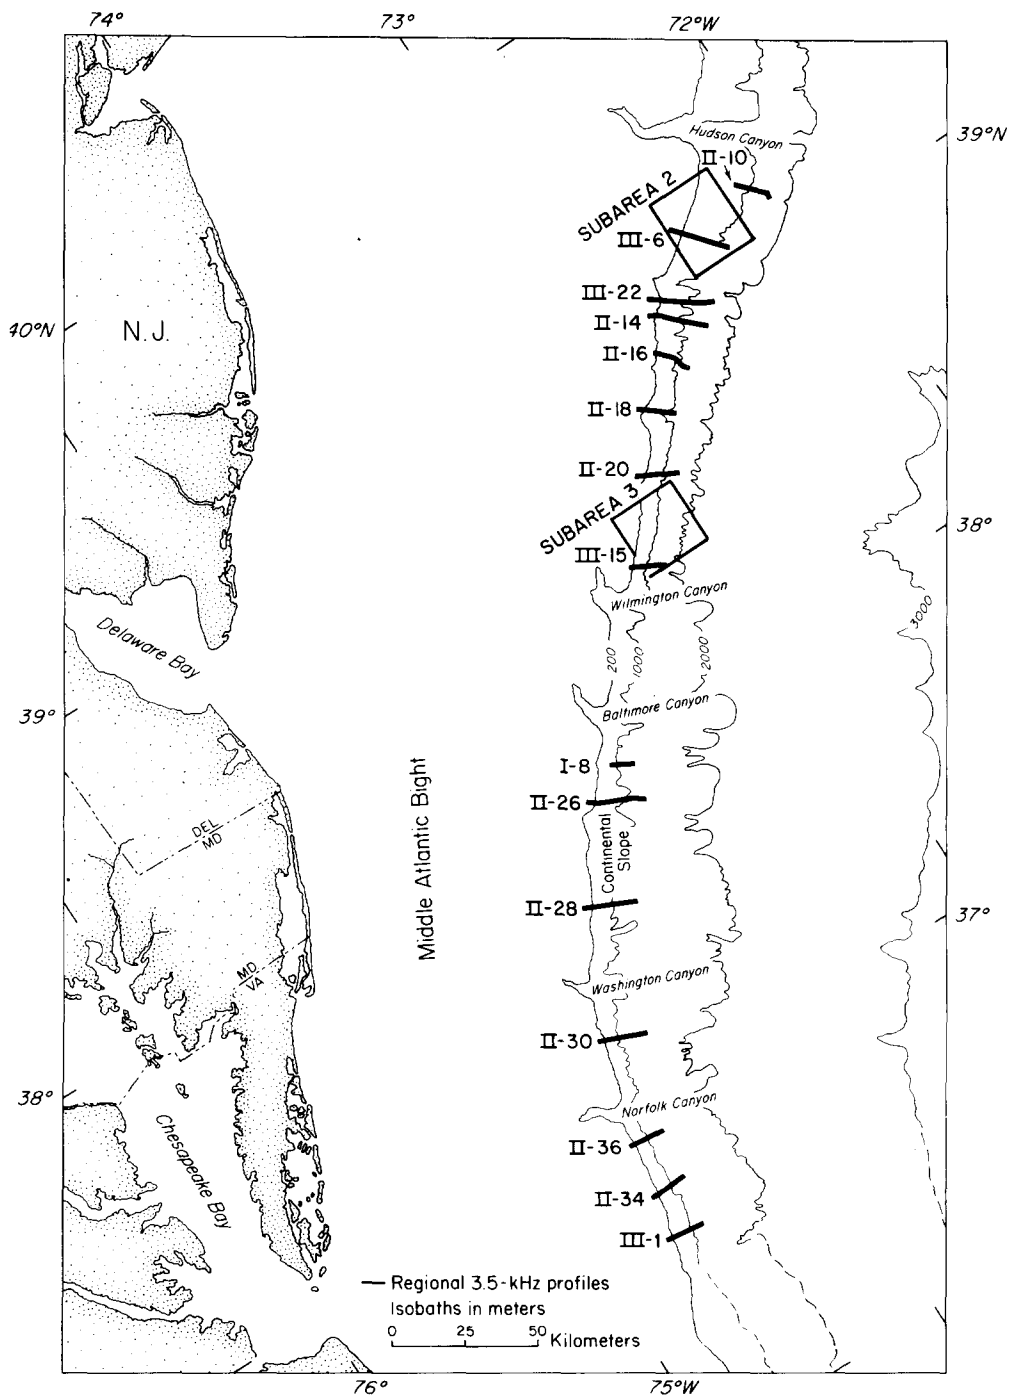 74°
73°
72°W
Hudson Canyon
39°N
II-10
SUBAREA 2
III-6
III-22
40°N
N.J.
II-14
II-16
II-18
II-20
SUBAREA 3
38°
III-15
Wilmington Canyon
3000
Delaware Bay
200
1000
2000
39°
Baltimore Canyon
I-8
II-26
DEL
MD
Middle Atlantic Bight
Continental
Slope
II-28
37°
MD
VA
Washington Canyon
II-30
38°
Norfolk Canyon
Chesapeake Bay
II-36
II-34
III-1
Regional 3.5-kHz profiles
Isobaths in meters
0 25 50 Kilometers
76°
75°W